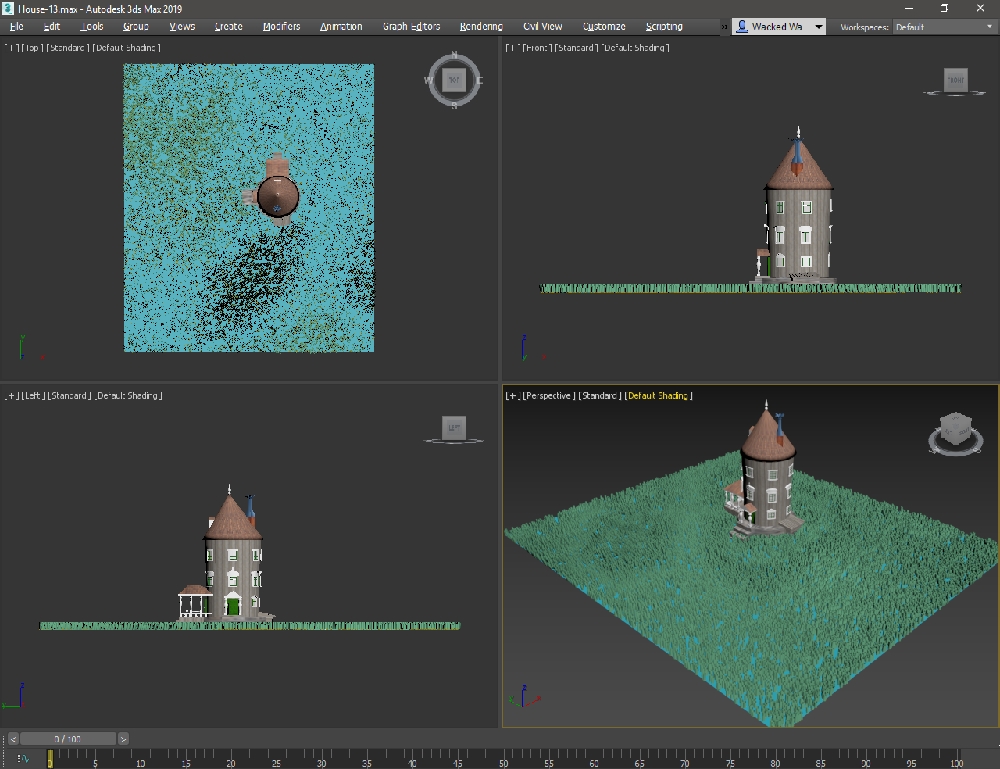 House-13.max - Autodesk 3ds Max 2019
File Edit Tools Group Views Create Modifiers Animation Graph Editors Rendering Civil View Customize Scripting » Wacked Wa Workspaces: Default
[+] [Top] [Standard] [Default Shading]
[+] [Front] [Standard] [Default Shading]
N
W TOP E
S
FRONT
[+] [Left] [Standard] [Default Shading]
[+] [Perspective] [Standard] [Default Shading]
LEFT
< 0 / 100 >
0 5 10 15 20 25 30 35 40 45 50 55 60 65 70 75 80 85 90 95 100